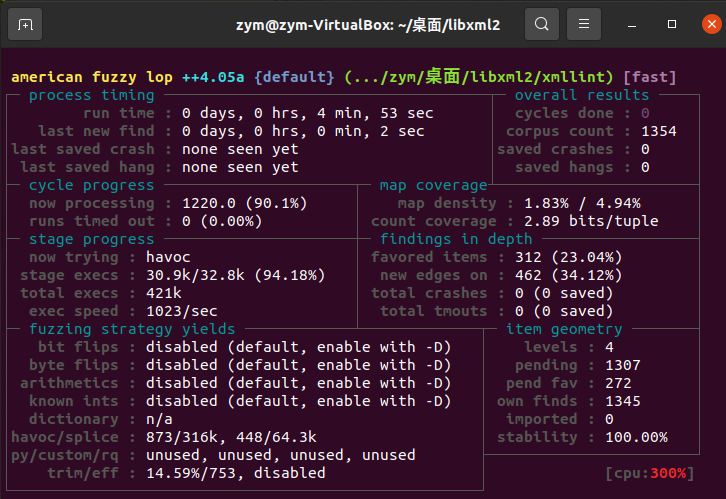 zym@zym-VirtualBox: ~/桌面/libxml2
american fuzzy lop ++4.05a {default} (.../zym/桌面/libxml2/xmllint) [fast]
process timing overall results
run time : 0 days, 0 hrs, 4 min, 53 sec cycles done : 0
last new find : 0 days, 0 hrs, 0 min, 2 sec corpus count : 1354
last saved crash : none seen yet saved crashes : 0
last saved hang : none seen yet saved hangs : 0
cycle progress map coverage
now processing : 1220.0 (90.1%) map density : 1.83% / 4.94%
runs timed out : 0 (0.00%) count coverage : 2.89 bits/tuple
stage progress findings in depth
now trying : havoc favored items : 312 (23.04%)
stage execs : 30.9k/32.8k (94.18%) new edges on : 462 (34.12%)
total execs : 421k total crashes : 0 (0 saved)
exec speed : 1023/sec total tmouts : 0 (0 saved)
fuzzing strategy yields item geometry
bit flips : disabled (default, enable with -D) levels : 4
byte flips : disabled (default, enable with -D) pending : 1307
arithmetics : disabled (default, enable with -D) pend fav : 272
known ints : disabled (default, enable with -D) own finds : 1345
dictionary : n/a imported : 0
havoc/splice : 873/316k, 448/64.3k stability : 100.00%
py/custom/rq : unused, unused, unused, unused
trim/eff : 14.59%/753, disabled [cpu:300%]